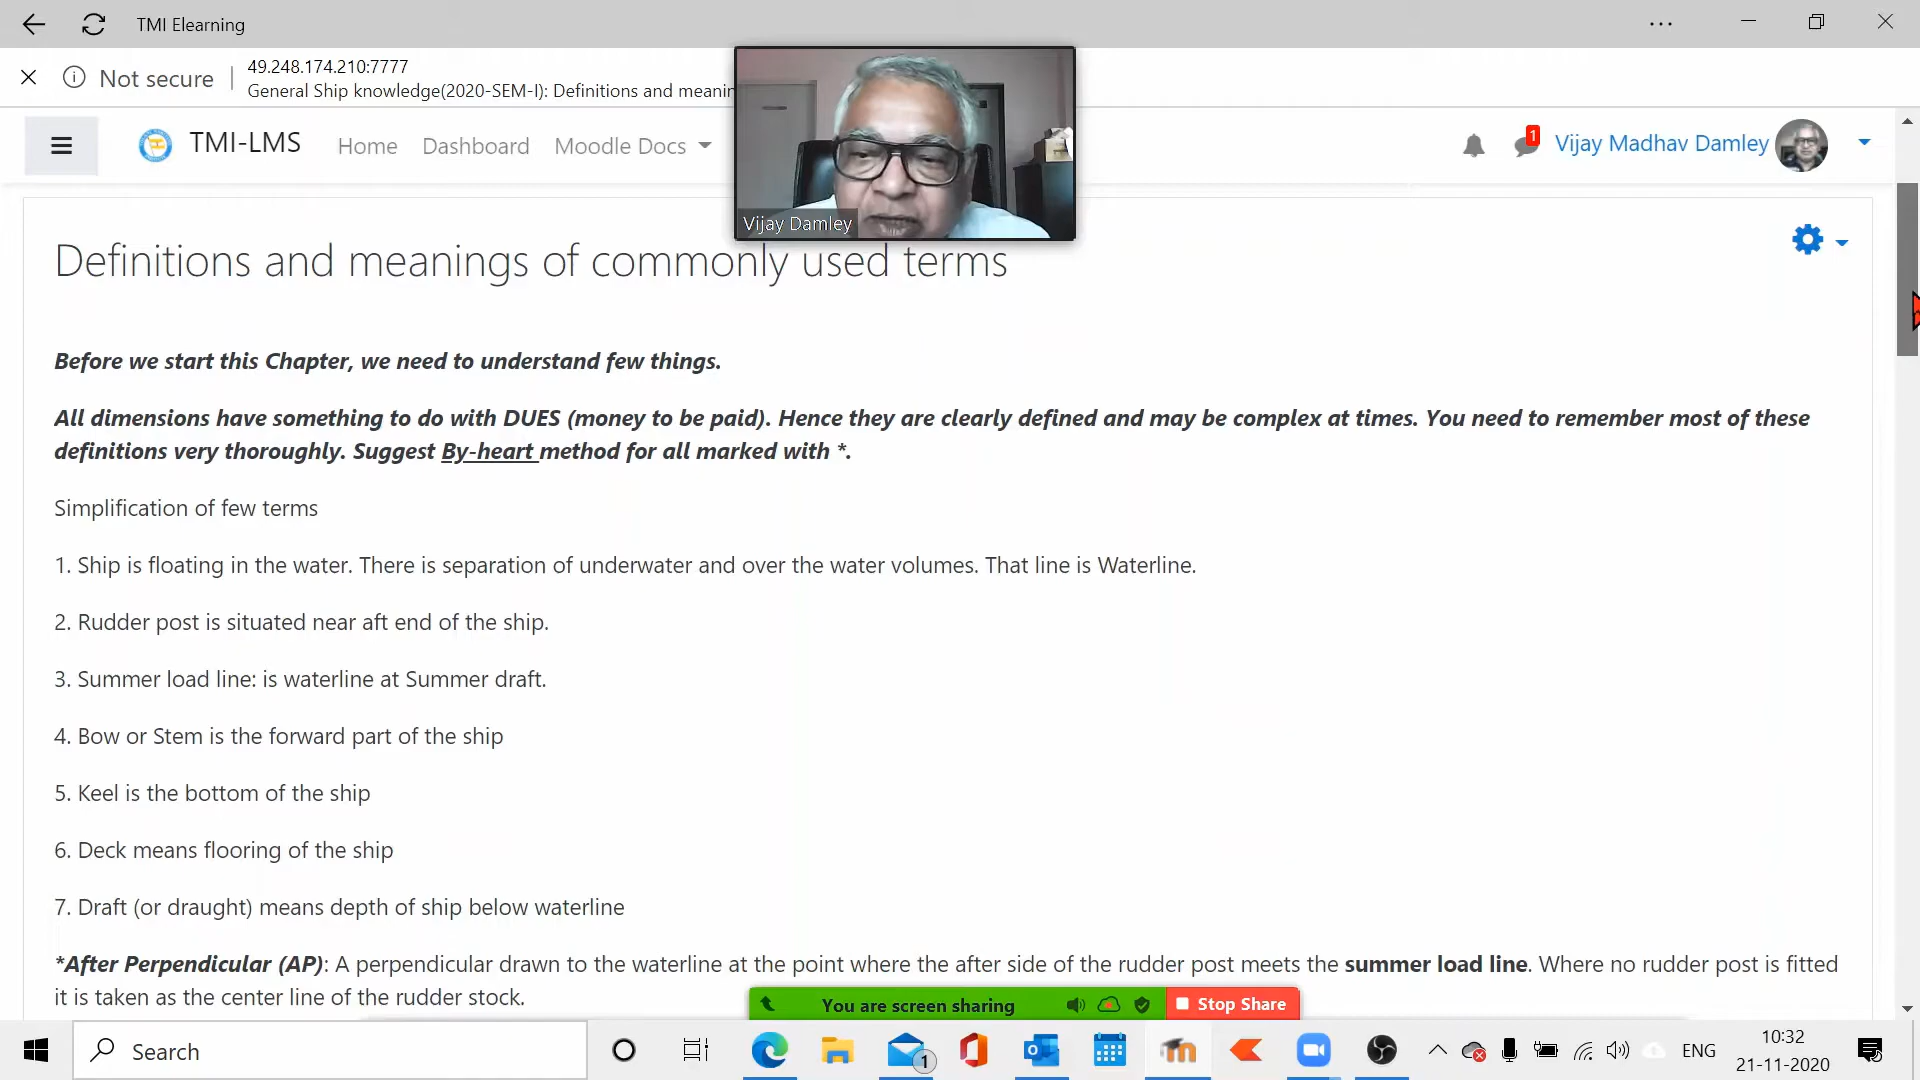 TMI Elearning
Not secure
49.248.174.210:7777
General Ship knowledge(2020-SEM-I): Definitions and meanin
TMI-LMS
Home
Dashboard
Moodle Docs
1
Vijay Madhav Damley
Vijay Damley
Definitions and meanings of commonly used terms
Before we start this Chapter, we need to understand few things.
All dimensions have something to do with DUES (money to be paid). Hence they are clearly defined and may be complex at times. You need to remember most of these
definitions very thoroughly. Suggest By-heart method for all marked with *.
Simplification of few terms
1. Ship is floating in the water. There is separation of underwater and over the water volumes. That line is Waterline.
2. Rudder post is situated near aft end of the ship.
3. Summer load line: is waterline at Summer draft.
4. Bow or Stem is the forward part of the ship
5. Keel is the bottom of the ship
6. Deck means flooring of the ship
7. Draft (or draught) means depth of ship below waterline
*After Perpendicular (AP): A perpendicular drawn to the waterline at the point where the after side of the rudder post meets the summer load line. Where no rudder post is fitted
it is taken as the center line of the rudder stock.
You are screen sharing
Stop Share
Search
1
ENG
10:32
21-11-2020